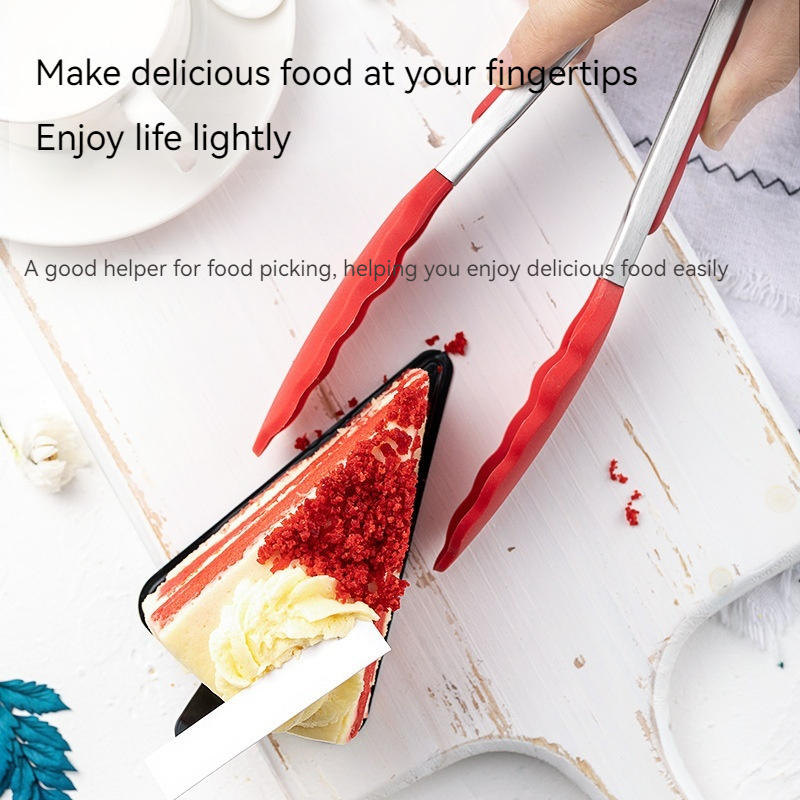 Make delicious food at your fingertips
Enjoy life lightly
A good helper for food picking, helping you enjoy delicious food easily